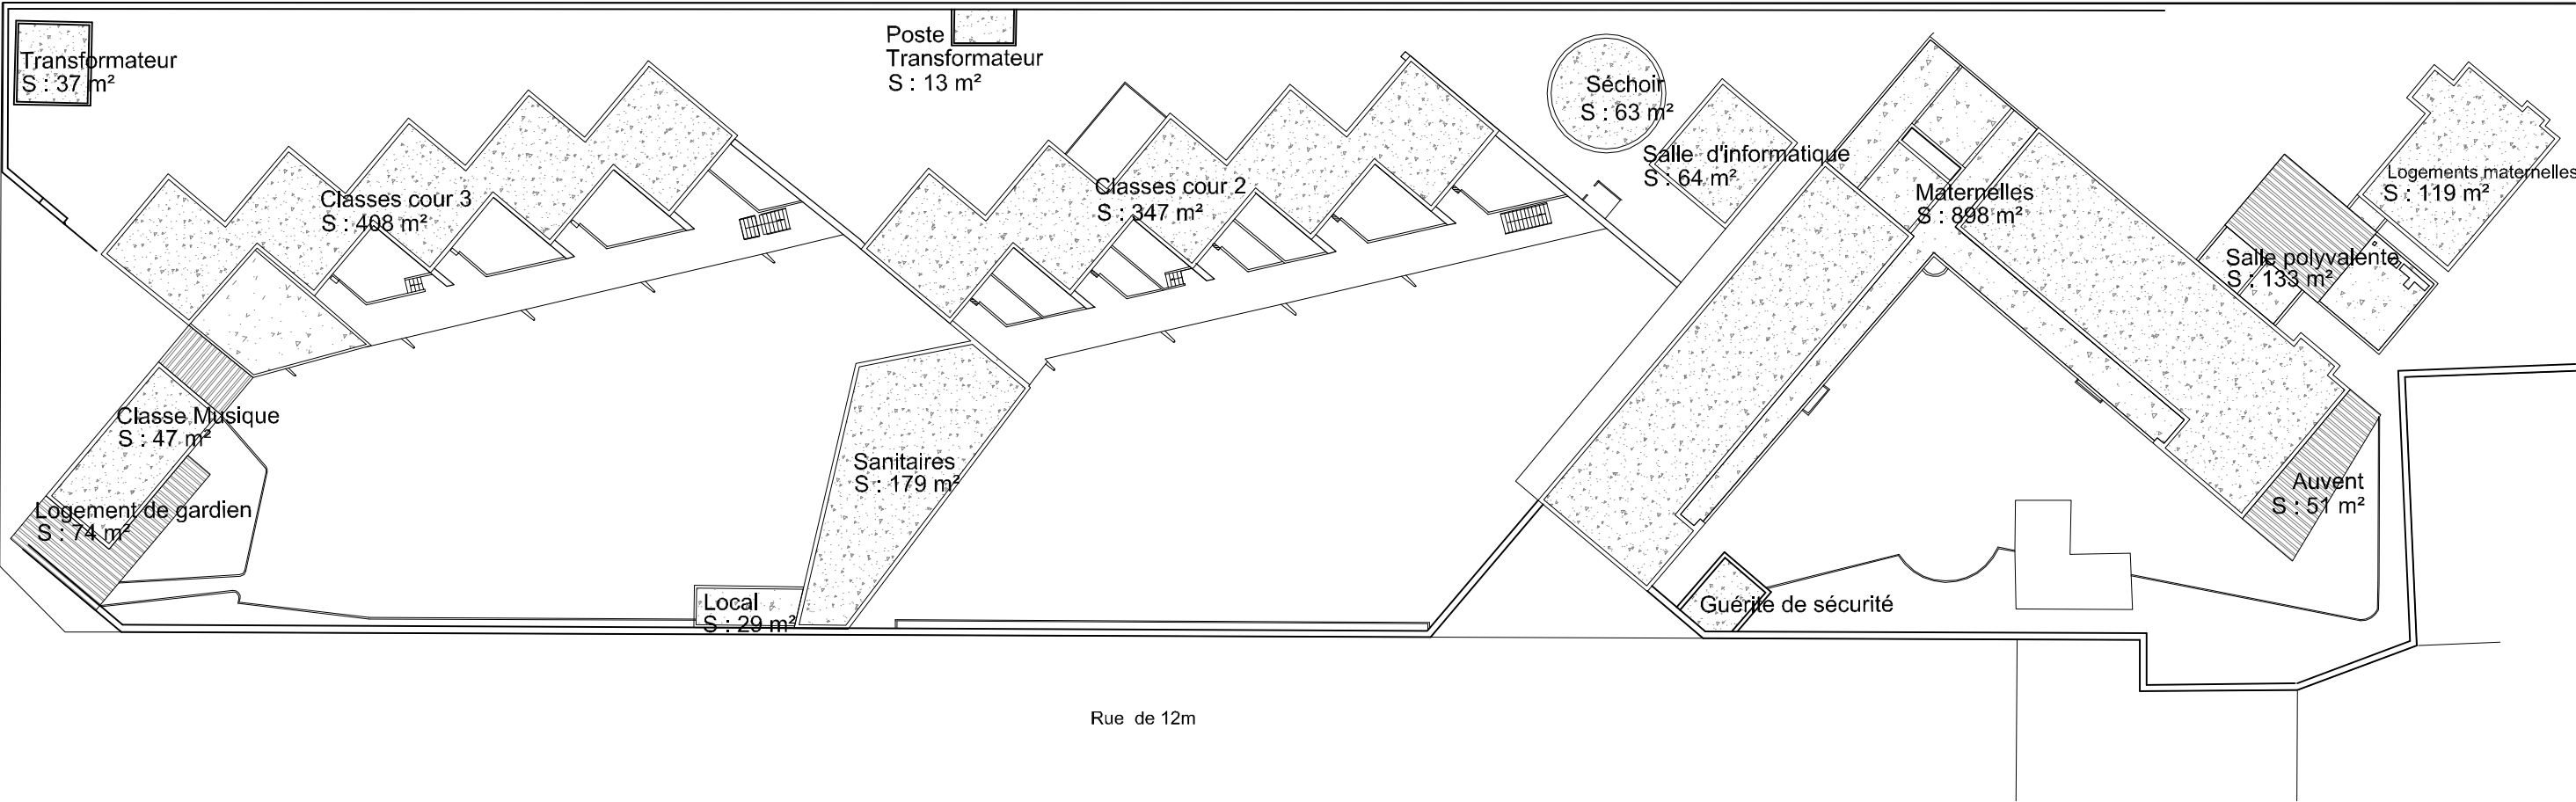 Transformateur
S : 37 m²
Poste
Transformateur
S : 13 m²
Séchoir
S : 63 m²
Salle d'informatique
S : 64 m²
Classes cour 3
S : 408 m²
Classes cour 2
S : 347 m²
Maternelles
S : 898 m²
Logements maternelles
S : 119 m²
Salle polyvalente
S : 133 m²
Classe Musique
S : 47 m²
Sanitaires
S : 179 m²
Auvent
S : 51 m²
Logement de gardien
S : 74 m²
Local
S : 29 m²
Guérite de sécurité
Rue de 12m